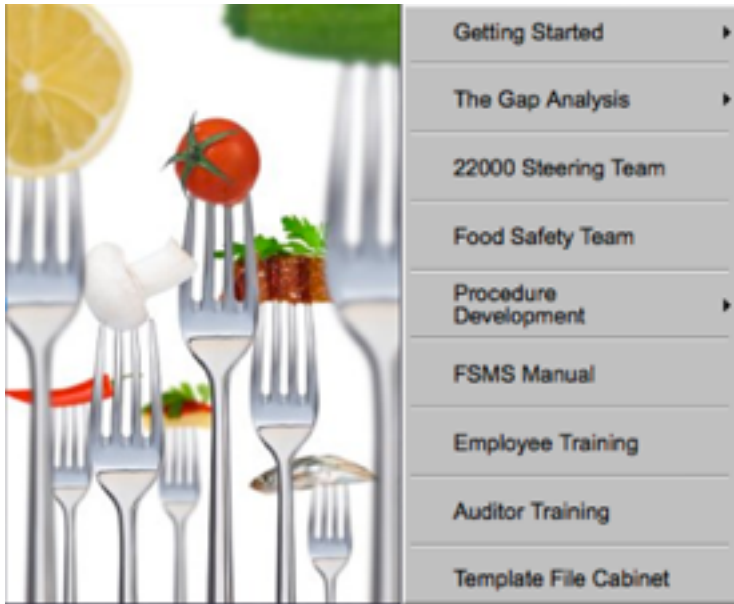 Getting Started
The Gap Analysis
22000 Steering Team
Food Safety Team
Procedure
Development
FSMS Manual
Employee Training
Auditor Training
Template File Cabinet